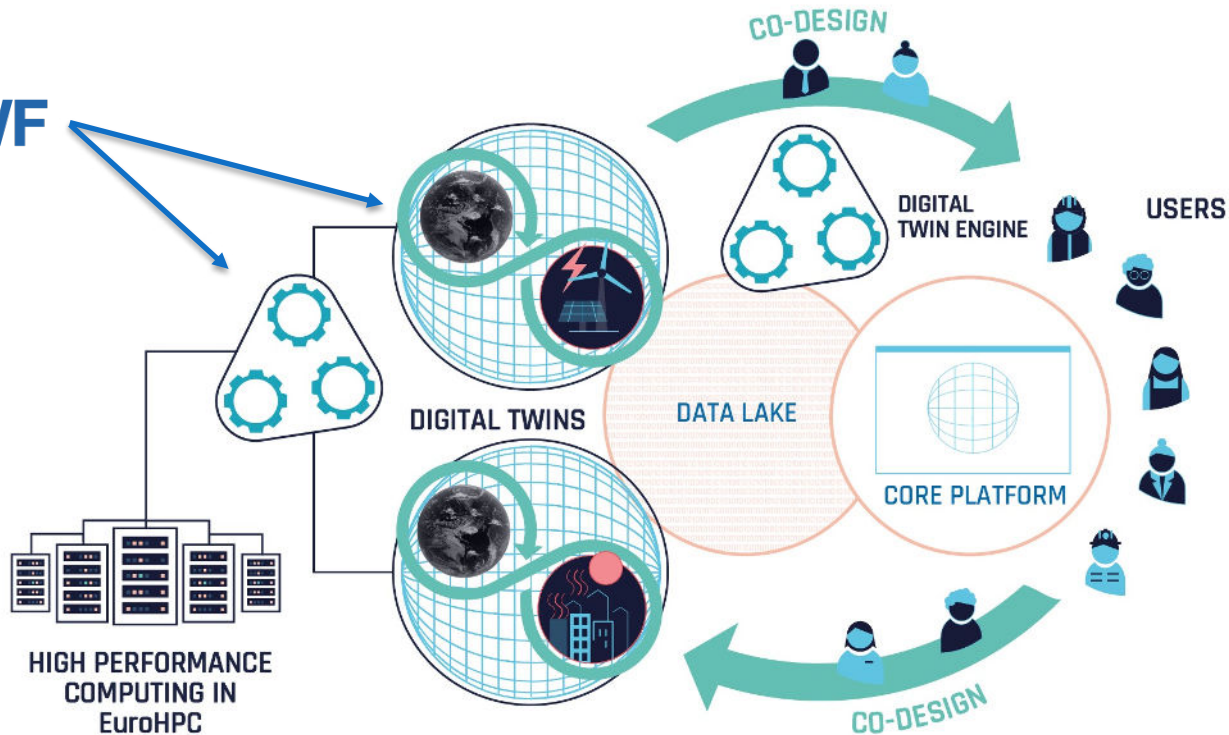 CO-DESIGN
DIGITAL
TWIN ENGINE
USERS
DIGITAL TWINS
DATA LAKE
CORE PLATFORM
HIGH PERFORMANCE
COMPUTING IN
EuroHPC
CO-DESIGN